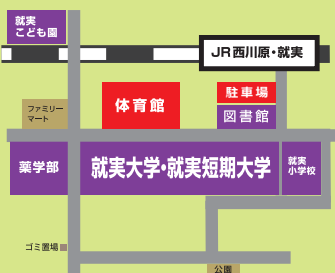 就実
こども園
JR西川原・就実
ファミリー
マート
体育館
駐車場
図書館
薬学部
就実大学・就実短期大学
就実
小学校
ゴミ置場
公園